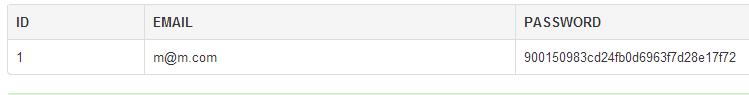 ID EMAIL PASSWORD
1 m@m.com 900150983cd24fb0d6963f7d28e17f72